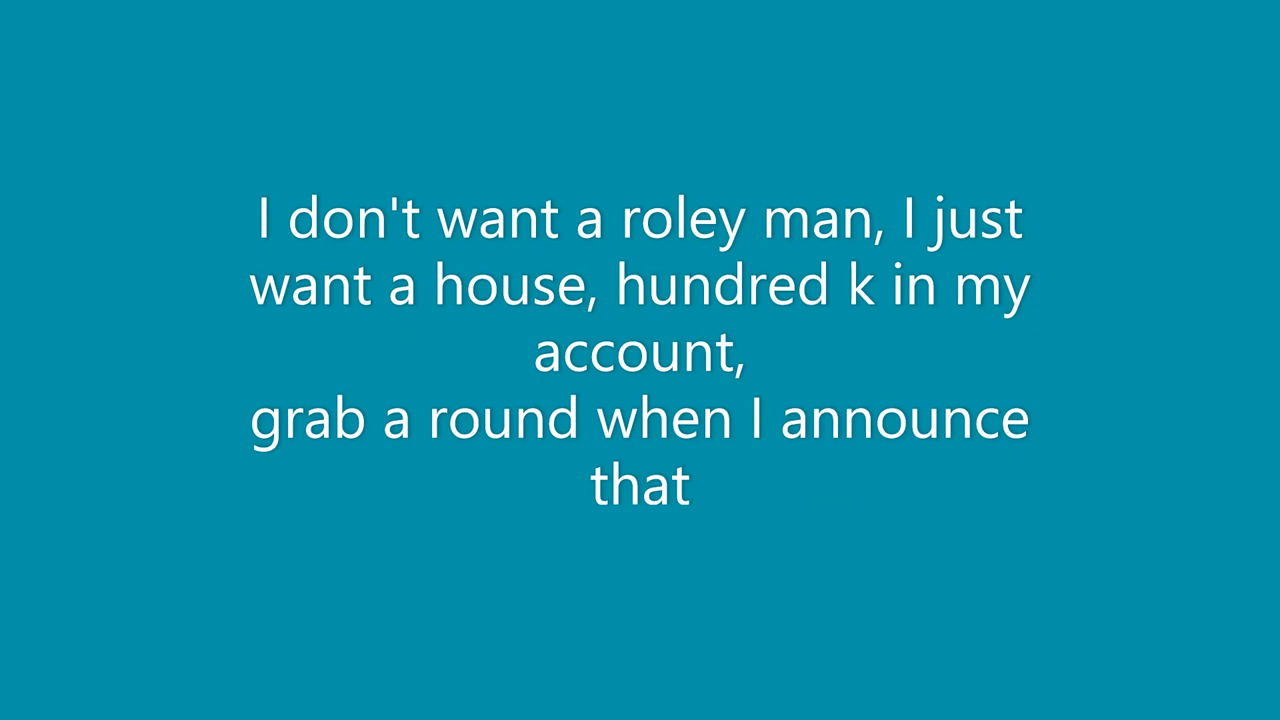 I don't want a roley man, I just
want a house, hundred k in my
account,
grab a round when I announce
that